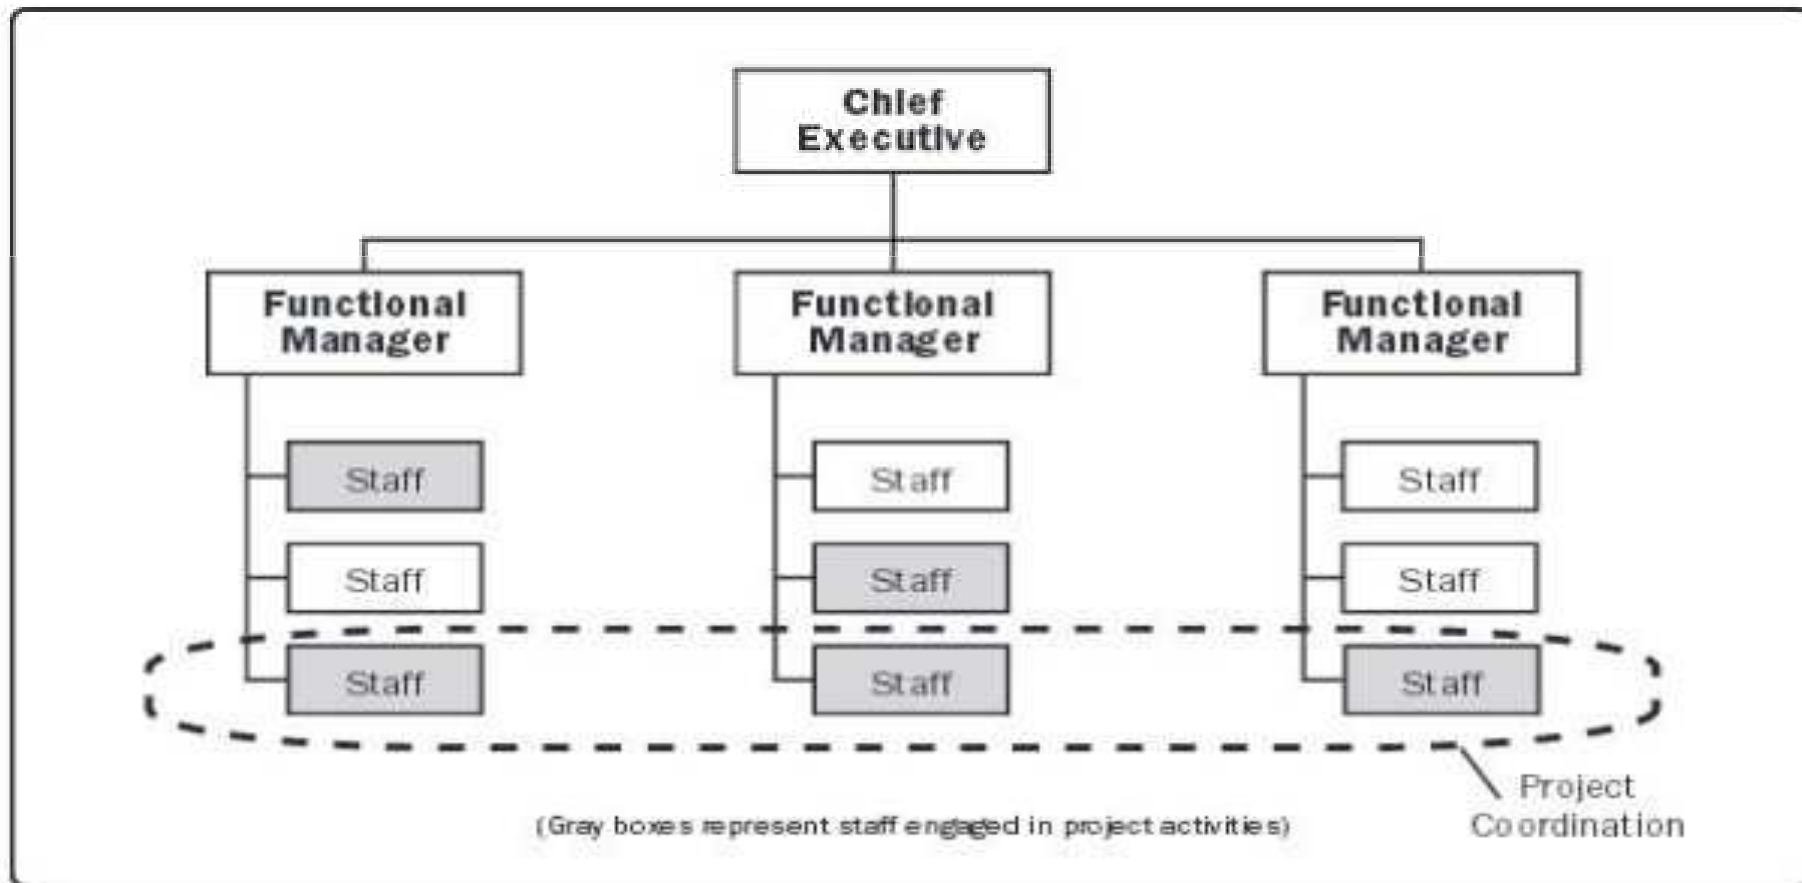 Chief
Executive
Functional
Manager
Functional
Manager
Functional
Manager
Staff
Staff
Staff
Staff
Staff
Staff
Staff
Staff
Staff
Project
Coordination
(Gray boxes represent staff engaged in project activities)